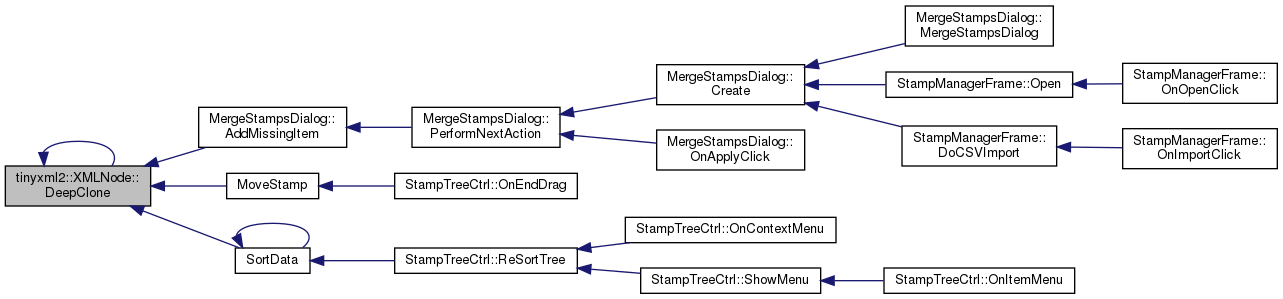 tinyxml2::XMLNode::
DeepClone
MergeStampsDialog::
AddMissingItem
MergeStampsDialog::
PerformNextAction
MergeStampsDialog::
Create
MergeStampsDialog::
MergeStampsDialog
StampManagerFrame::Open
StampManagerFrame::
OnOpenClick
StampManagerFrame::
DoCSVImport
StampManagerFrame::
OnImportClick
MergeStampsDialog::
OnApplyClick
MoveStamp
StampTreeCtrl::OnEndDrag
SortData
StampTreeCtrl::ReSortTree
StampTreeCtrl::OnContextMenu
StampTreeCtrl::ShowMenu
StampTreeCtrl::OnItemMenu